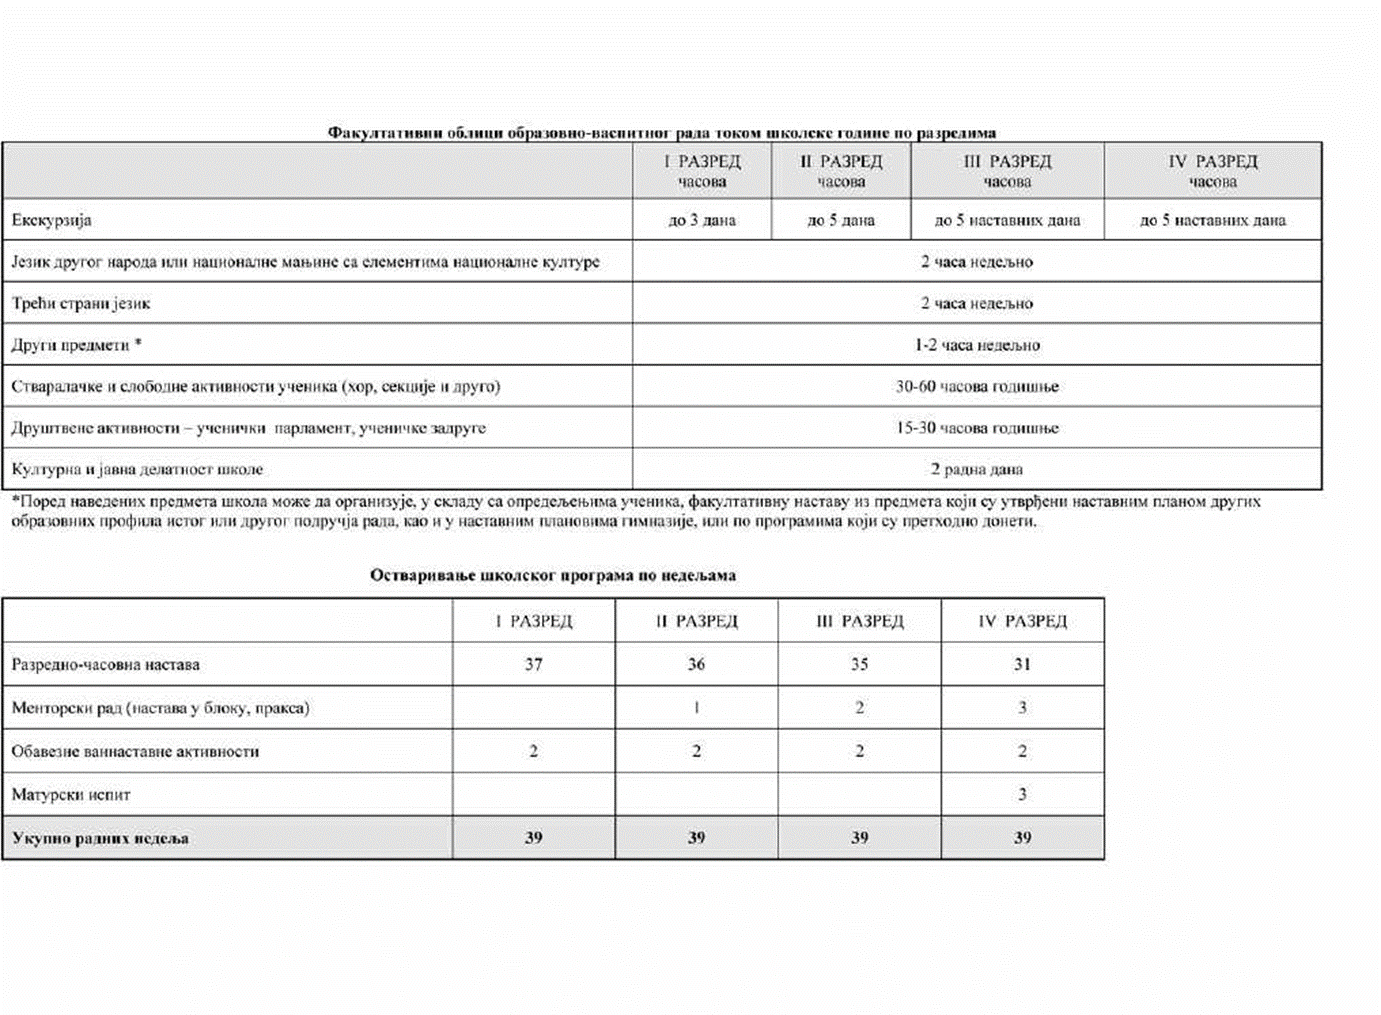 Факултативни облици образовно-васпитног рада током школске године по разредима
I РАЗРЕД часова II РАЗРЕД часова III РАЗРЕД часова IV РАЗРЕД часова
Екскурзија до 3 дана до 5 дана до 5 наставних дана до 5 наставних дана
Језик другог народа или националне мањине са елементима националне културе 2 часа недељно
Трећи страни језик 2 часа недељно
Други предмети * 1-2 часа недељно
Стваралачке и слободне активности ученика (хор, секције и друго) 30-60 часова годишње
Друштвене активности – ученички парламент, ученичке задруге 15-30 часова годишње
Културна и јавна делатност школе 2 радна дана
*Поред наведених предмета школа може да организује, у складу са опредељењима ученика, факултативну наставу из предмета који су утврђени наставним планом других
образовних профила истог или другог подручја рада, као и у наставним плановима гимназије, или по програмима који су претходно донети.
Остваривање школског програма по недељама
I РАЗРЕД II РАЗРЕД III РАЗРЕД IV РАЗРЕД
Разредно-часовна настава 37 36 35 31
Менторски рад (настава у блоку, пракса) 1 2 3
Обавезне ваннаставне активности 2 2 2 2
Матурски испит 3
Укупно радних недеља 39 39 39 39